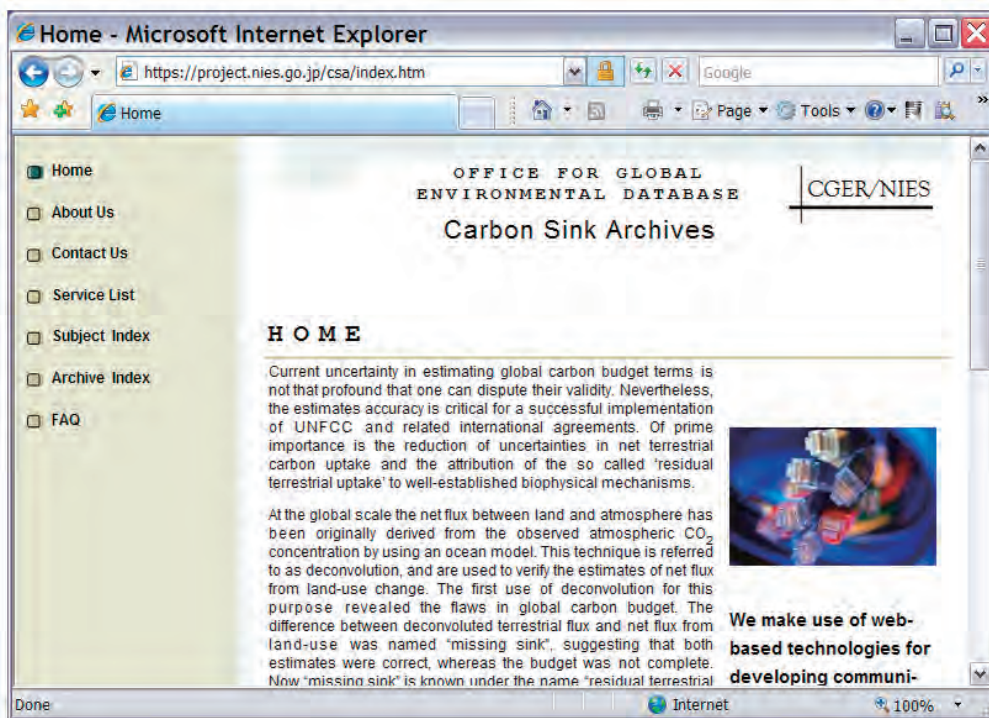 Home - Microsoft Internet Explorer
https://project.nies.go.jp/csa/index.htm
Google
Home
Page
Tools
»
Home
About Us
Contact Us
Service List
Subject Index
Archive Index
FAQ
OFFICE FOR GLOBAL
ENVIRONMENTAL DATABASE
Carbon Sink Archives
CGER/NIES
HOME
Current uncertainty in estimating global carbon budget terms is
not that profound that one can dispute their validity. Nevertheless,
the estimates accuracy is critical for a successful implementation
of UNFCC and related international agreements. Of prime
importance is the reduction of uncertainties in net terrestrial
carbon uptake and the attribution of the so called 'residual
terrestrial uptake' to well-established biophysical mechanisms.
At the global scale the net flux between land and atmosphere has
been originally derived from the observed atmospheric CO2
concentration by using an ocean model. This technique is referred
to as deconvolution, and are used to verify the estimates of net flux
from land-use change. The first use of deconvolution for this
purpose revealed the flaws in global carbon budget. The
difference between deconvoluted terrestrial flux and net flux from
land-use was named "missing sink", suggesting that both
estimates were correct, whereas the budget was not complete.
Now "missing sink" is known under the name "residual terrestrial
We make use of web-
based technologies for
developing communi-
Done
Internet
100%